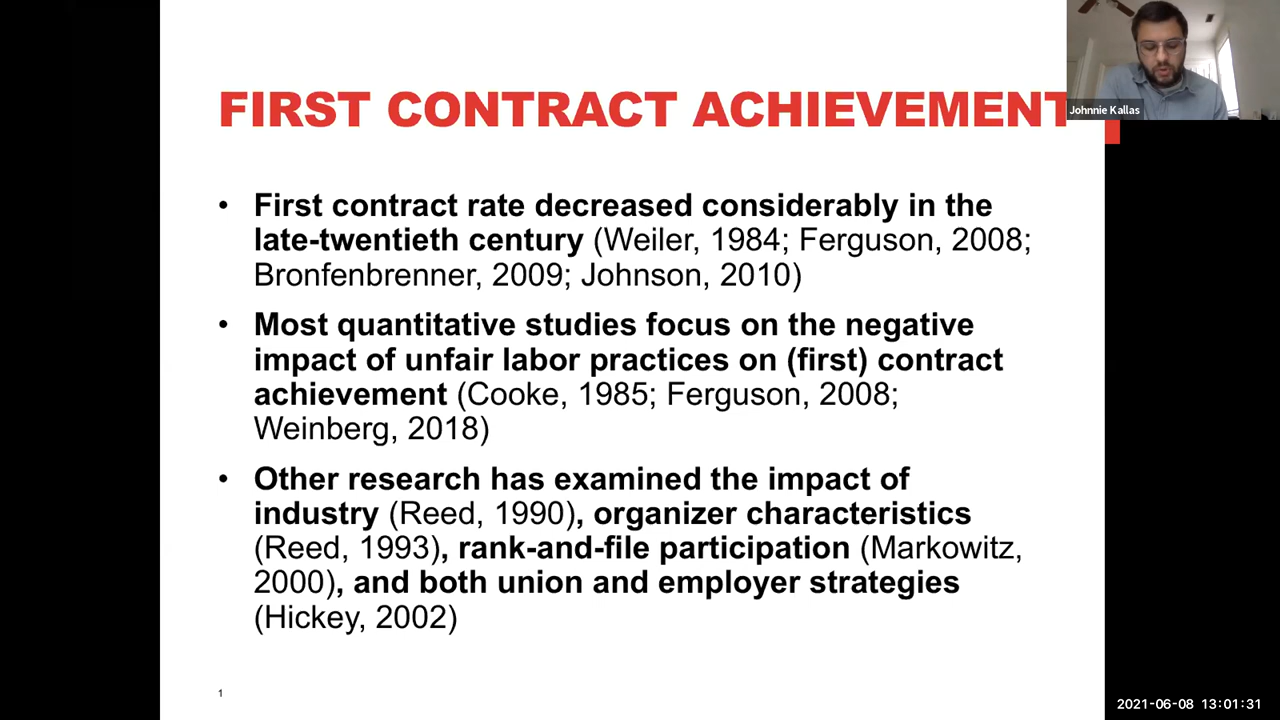 FIRST CONTRACT ACHIEVEMENT
Johnnie Kallas
• First contract rate decreased considerably in the
late-twentieth century (Weiler, 1984; Ferguson, 2008;
Bronfenbrenner, 2009; Johnson, 2010)
• Most quantitative studies focus on the negative
impact of unfair labor practices on (first) contract
achievement (Cooke, 1985; Ferguson, 2008;
Weinberg, 2018)
• Other research has examined the impact of
industry (Reed, 1990), organizer characteristics
(Reed, 1993), rank-and-file participation (Markowitz,
2000), and both union and employer strategies
(Hickey, 2002)
1
2021-06-08 13:01:31